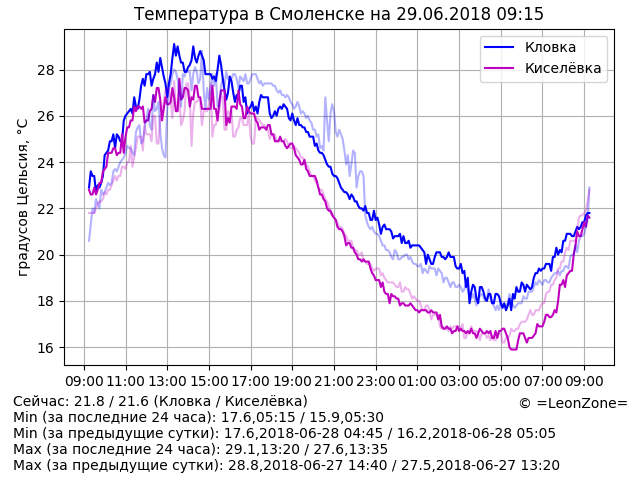 Температура в Смоленске на 29.06.2018 09:15
Кловка
Киселёвка
градусов Цельсия, °C
28
26
24
22
20
18
16
09:00 11:00 13:00 15:00 17:00 19:00 21:00 23:00 01:00 03:00 05:00 07:00 09:00
Сейчас: 21.8 / 21.6 (Кловка / Киселёвка)
© =LeonZone=
Min (за последние 24 часа): 17.6,05:15 / 15.9,05:30
Min (за предыдущие сутки): 17.6,2018-06-28 04:45 / 16.2,2018-06-28 05:05
Max (за последние 24 часа): 29.1,13:20 / 27.6,13:35
Max (за предыдущие сутки): 28.8,2018-06-27 14:40 / 27.5,2018-06-27 13:20